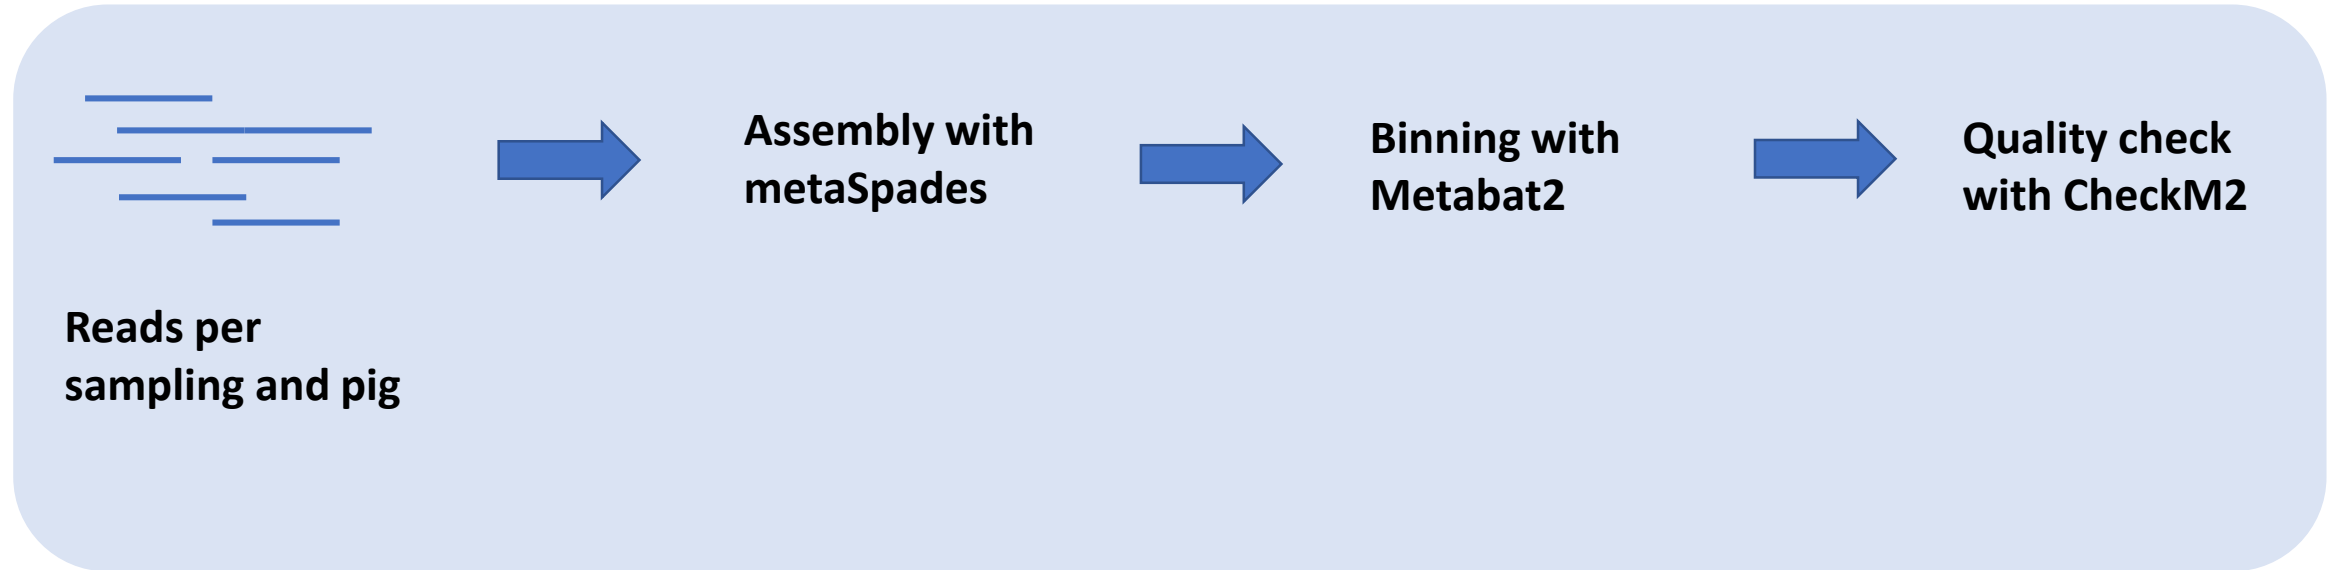 Reads per
sampling and pig
Assembly with
metaSpades
Binning with
Metabat2
Quality check
with CheckM2